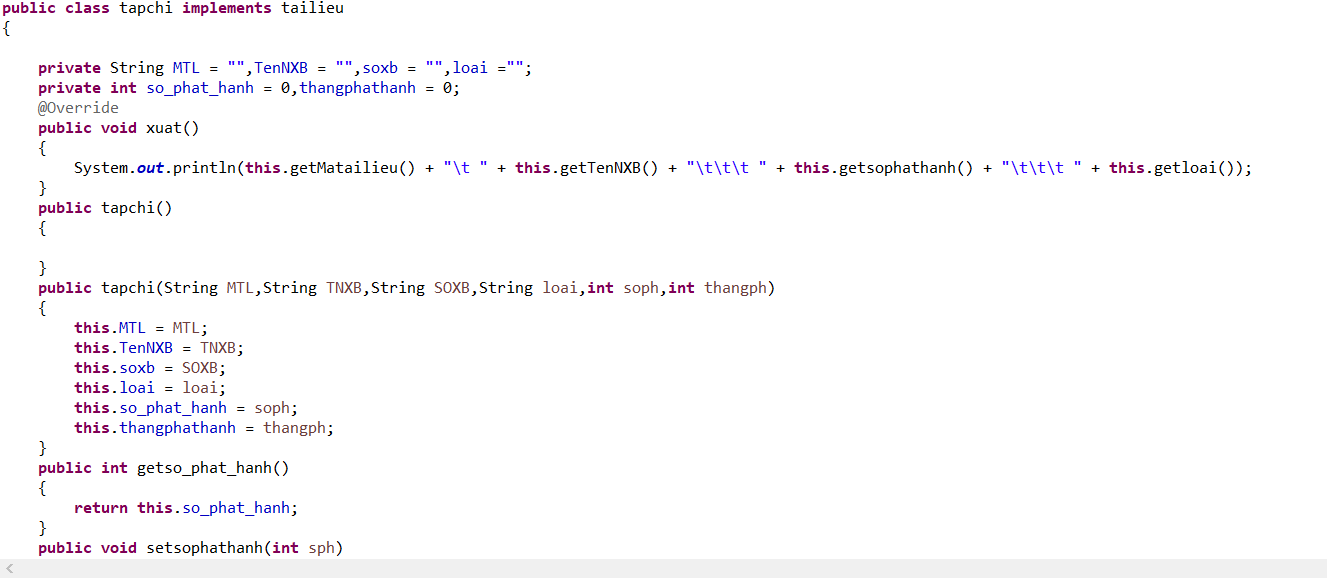 public class tapchi implements tailieu
{
private String MTL = "",TenNXB = "",soxb = "",loai ="";
private int so_phat_hanh = 0,thangphathanh = 0;
@Override
public void xuat()
{
System.out.println(this.getMatailieu() + "\t " + this.getTenNXB() + "\t\t\t " + this.getsophathanh() + "\t\t\t " + this.getloai());
}
public tapchi()
{
}
public tapchi(String MTL,String TNXB,String SOXB,String loai,int soph,int thangph)
{
this.MTL = MTL;
this.TenNXB = TNXB;
this.soxb = SOXB;
this.loai = loai;
this.so_phat_hanh = soph;
this.thangphathanh = thangph;
}
public int getso_phat_hanh()
{
return this.so_phat_hanh;
}
public void setsophathanh(int sph)